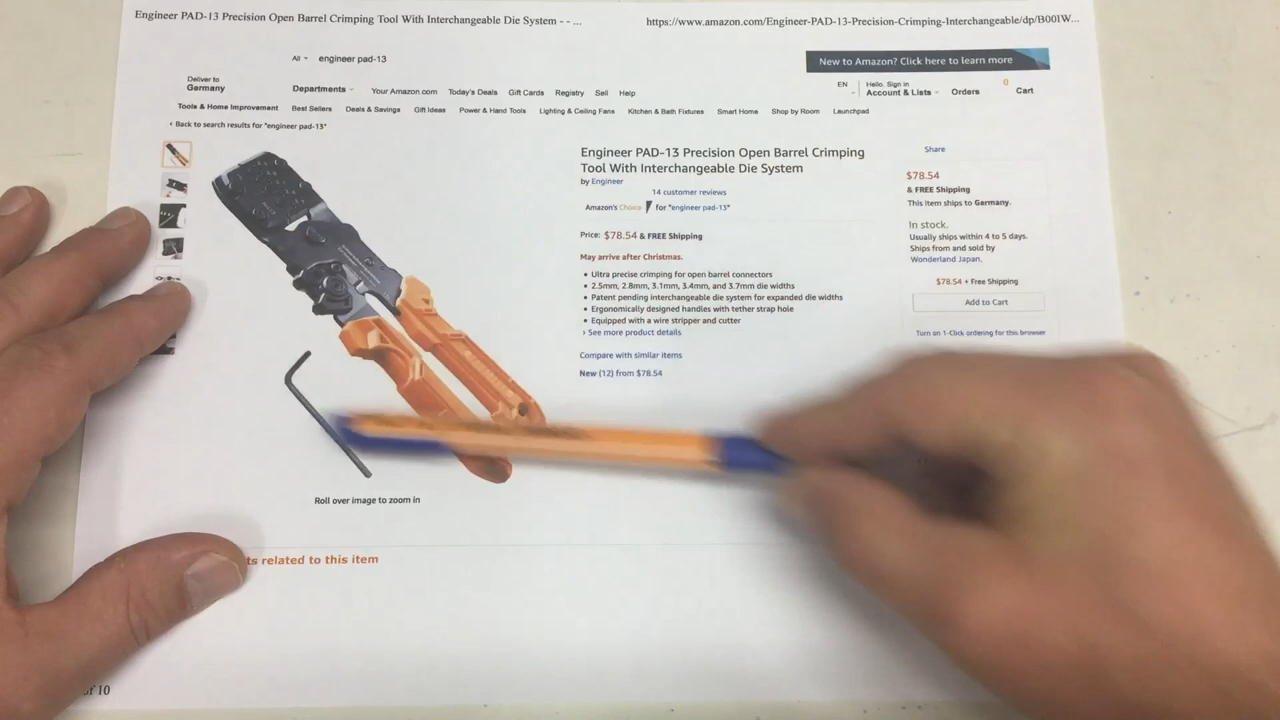 Engineer PAD-13 Precision Open Barrel Crimping Tool With Interchangeable Die System - - ...
https://www.amazon.com/Engineer-PAD-13-Precision-Crimping-Interchangeable/dp/B001W...
All engineer pad-13
New to Amazon? Click here to learn more
Deliver to
Germany
Departments Your Amazon.com Today's Deals Gift Cards Registry Sell Help
EN
Hello. Sign in
Account & Lists Orders
0
Cart
Tools & Home Improvement Best Sellers Deals & Savings Gift Ideas Power & Hand Tools Lighting & Ceiling Fans Kitchen & Bath Fixtures Smart Home Shop by Room Launchpad
‹ Back to search results for "engineer pad-13"
Engineer PAD-13 Precision Open Barrel Crimping
Tool With Interchangeable Die System
by Engineer
14 customer reviews
Amazon's Choice for "engineer pad-13"
Price: $78.54 & FREE Shipping
May arrive after Christmas.
• Ultra precise crimping for open barrel connectors
• 2.5mm, 2.8mm, 3.1mm, 3.4mm, and 3.7mm die widths
• Patent pending interchangeable die system for expanded die widths
• Ergonomically designed handles with tether strap hole
• Equipped with a wire stripper and cutter
› See more product details
Compare with similar items
New (12) from $78.54
Share
$78.54
& FREE Shipping
This item ships to Germany.
In stock.
Usually ships within 4 to 5 days.
Ships from and sold by
Wonderland Japan.
$78.54 + Free Shipping
Add to Cart
Turn on 1-Click ordering for this browser
Roll over image to zoom in
ts related to this item
of 10